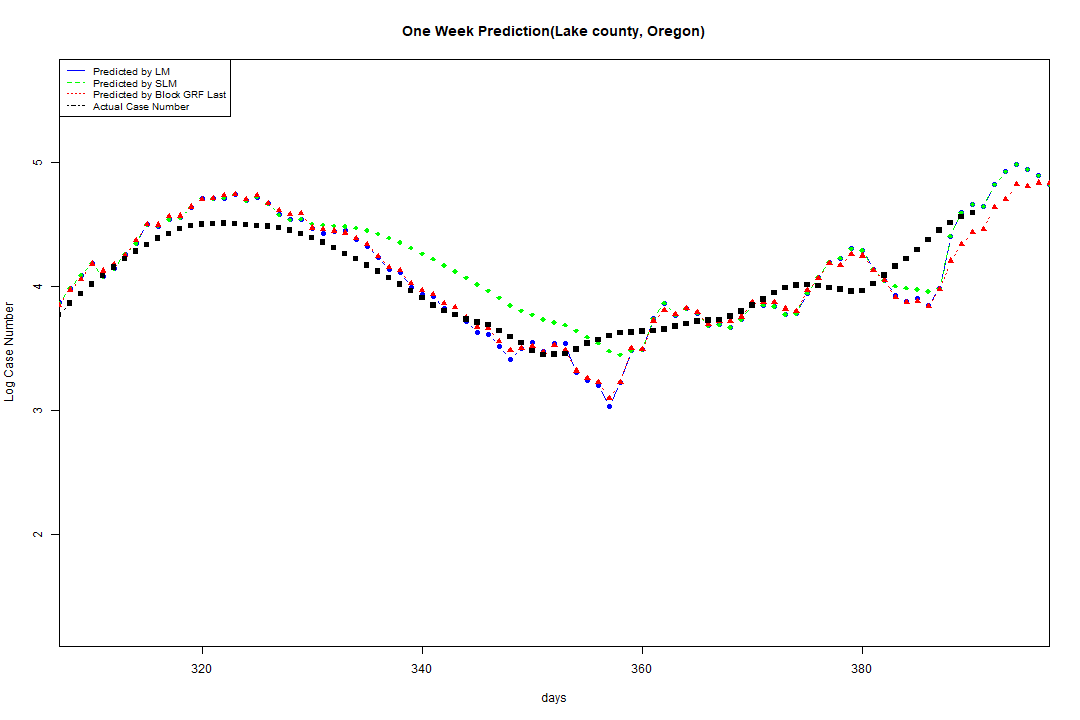 One Week Prediction(Lake county, Oregon)
Predicted by LM
Predicted by SLM
Predicted by Block GRF Last
Actual Case Number
5
4
3
2
Log Case Number
320 340 360 380
days